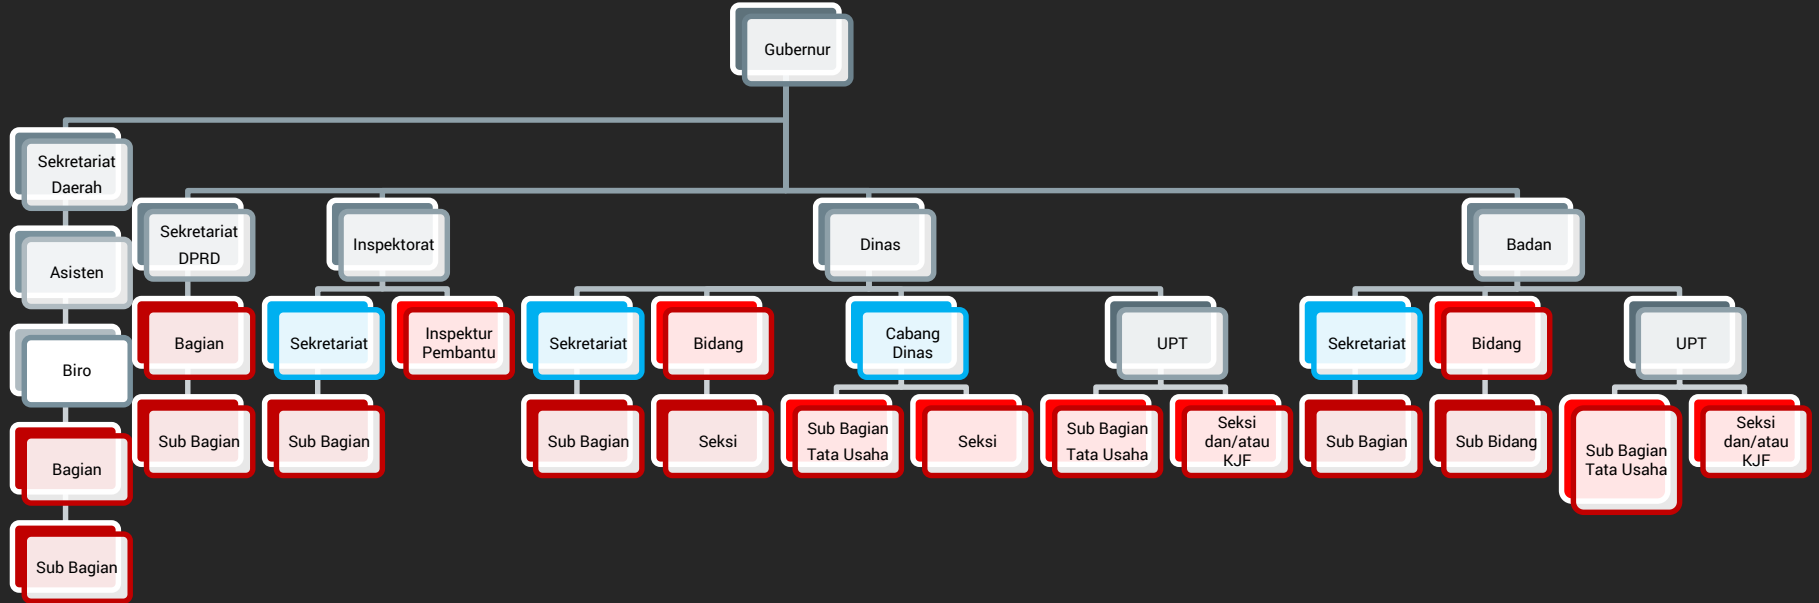 Gubernur
Sekretariat
Daerah
Asisten
Biro
Bagian
Sub Bagian
Sekretariat
DPRD
Bagian
Sub Bagian
Inspektorat
Sekretariat
Sub Bagian
Inspektur
Pembantu
Dinas
Sekretariat
Sub Bagian
Bidang
Seksi
Cabang
Dinas
Sub Bagian
Tata Usaha
Seksi
UPT
Sub Bagian
Tata Usaha
Seksi
dan/atau
KJF
Badan
Sekretariat
Sub Bagian
Bidang
Sub Bidang
UPT
Sub Bagian
Tata Usaha
Seksi
dan/atau
KJF